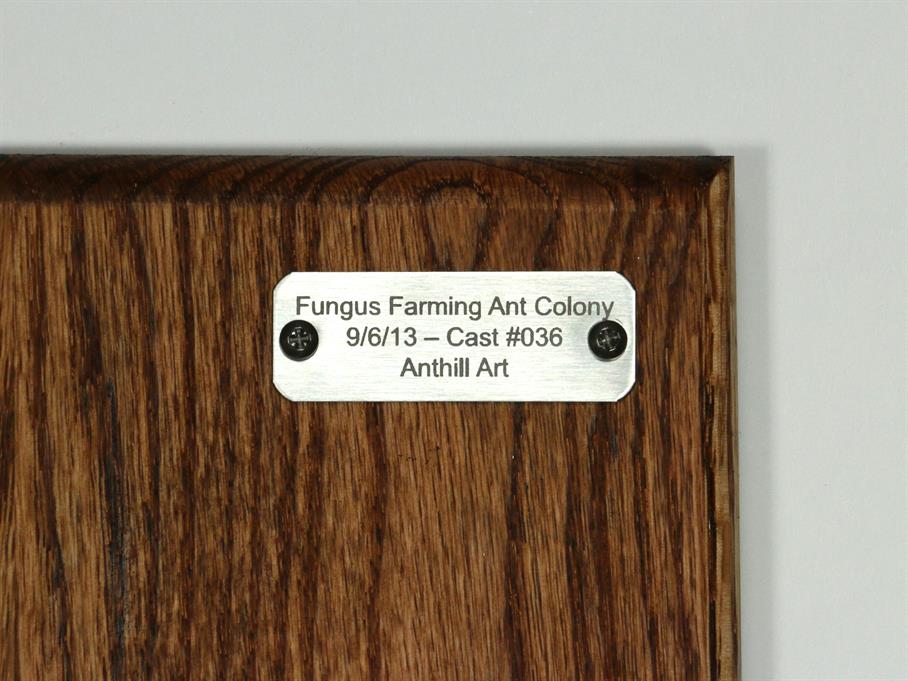 Fungus Farming Ant Colony
9/6/13 – Cast #036
Anthill Art